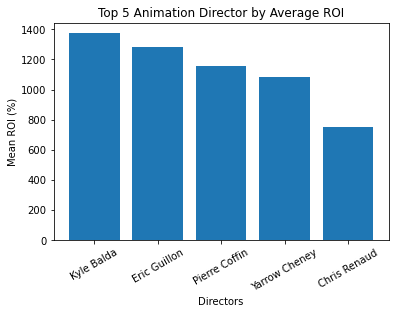 Top 5 Animation Director by Average ROI
Mean ROI (%)
1400
1200
1000
800
600
400
200
0
Kyle Balda
Eric Guillon
Pierre Coffin
Yarrow Cheney
Chris Renaud
Directors